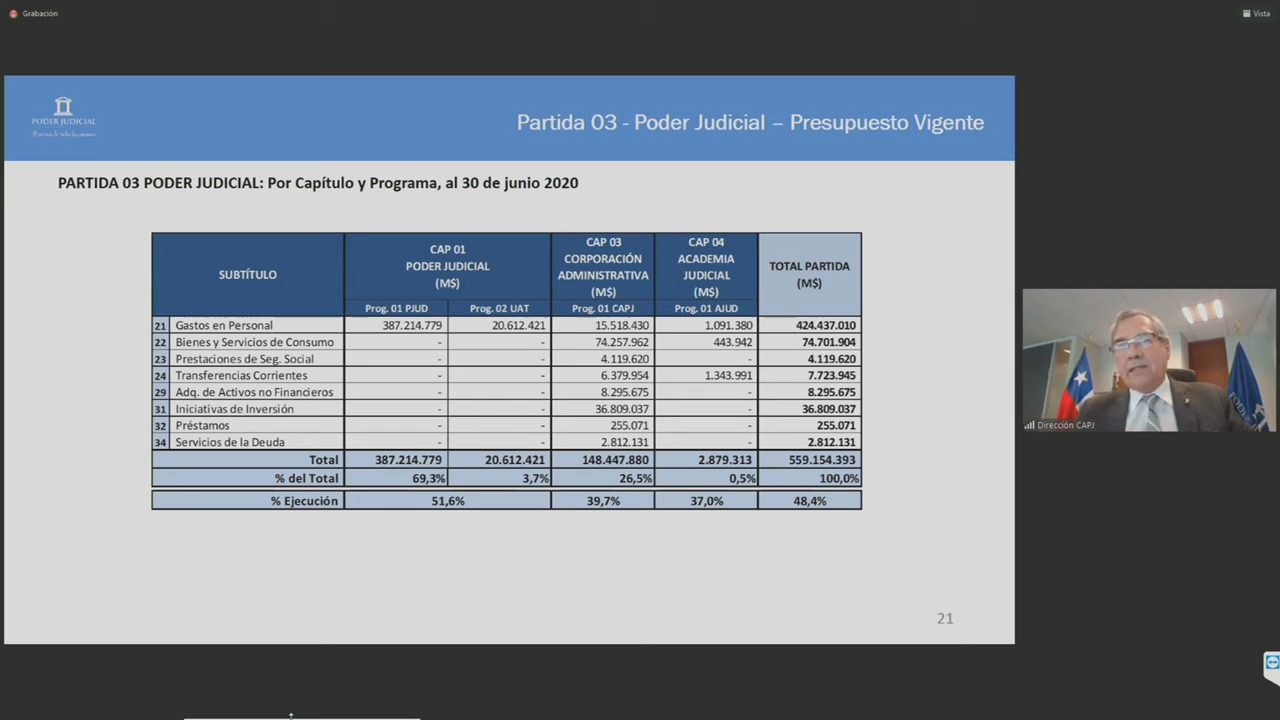 Grabación
Vista
PODER JUDICIAL
Partida 03 - Poder Judicial – Presupuesto Vigente
PARTIDA 03 PODER JUDICIAL: Por Capítulo y Programa, al 30 de junio 2020
SUBTÍTULO
CAP 01
PODER JUDICIAL
(M$)
CAP 03
CORPORACIÓN
ADMINISTRATIVA
(M$)
CAP 04
ACADEMIA
JUDICIAL
(M$)
TOTAL PARTIDA
(M$)
Prog. 01 PJUD Prog. 02 UAT Prog. 01 CAPJ Prog. 01 AJUD
21 Gastos en Personal 387.214.779 20.612.421 15.518.430 1.091.380 424.437.010
22 Bienes y Servicios de Consumo - - 74.257.962 443.942 74.701.904
23 Prestaciones de Seg. Social - - 4.119.620 - 4.119.620
24 Transferencias Corrientes - - 6.379.954 1.343.991 7.723.945
29 Adq. de Activos no Financieros - - 8.295.675 - 8.295.675
31 Iniciativas de Inversión - - 36.809.037 - 36.809.037
32 Préstamos - - 255.071 - 255.071
34 Servicios de la Deuda - - 2.812.131 - 2.812.131
Total 387.214.779 20.612.421 148.447.880 2.879.313 559.154.393
% del Total 69,3% 3,7% 26,5% 0,5% 100,0%
% Ejecución 51,6% 39,7% 37,0% 48,4%
Dirección CAPJ
21